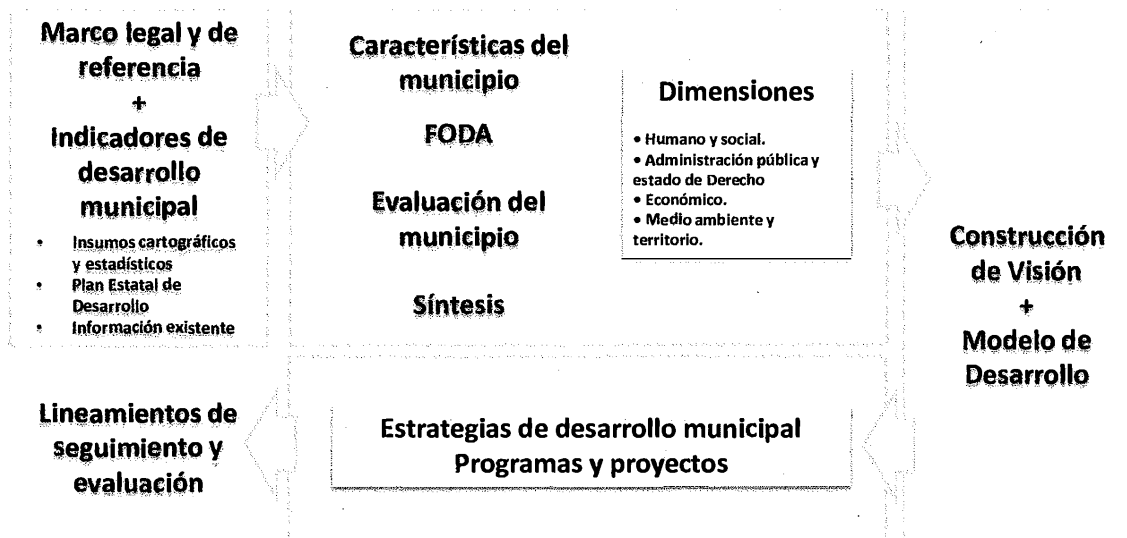 Marco legal y de
referencia
+
Indicadores de
desarrollo
municipal
• Insumos cartográficos
y estadísticos
• Plan Estatal de
Desarrollo
• Información existente
Características del
municipio
FODA
Evaluación del
municipio
Síntesis
Dimensiones
• Humano y social.
• Administración pública y
estado de Derecho
• Económico.
• Medio ambiente y
territorio.
Construcción
de Visión
+
Modelo de
Desarrollo
Estrategias de desarrollo municipal
Programas y proyectos
Lineamientos de
seguimiento y
evaluación